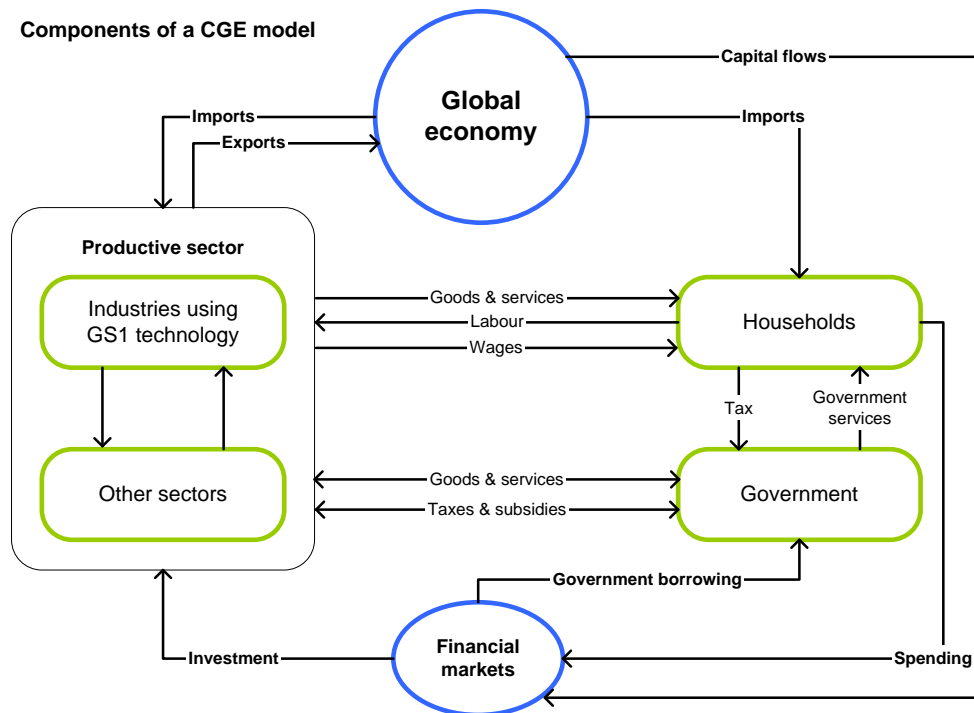 Components of a CGE model
Capital flows
Global
economy
Imports
Imports
Exports
Productive sector
Industries using
GS1 technology
Goods & services
Labour
Wages
Households
Tax
Government
services
Other sectors
Goods & services
Taxes & subsidies
Government
Government borrowing
Financial
markets
Investment
Spending